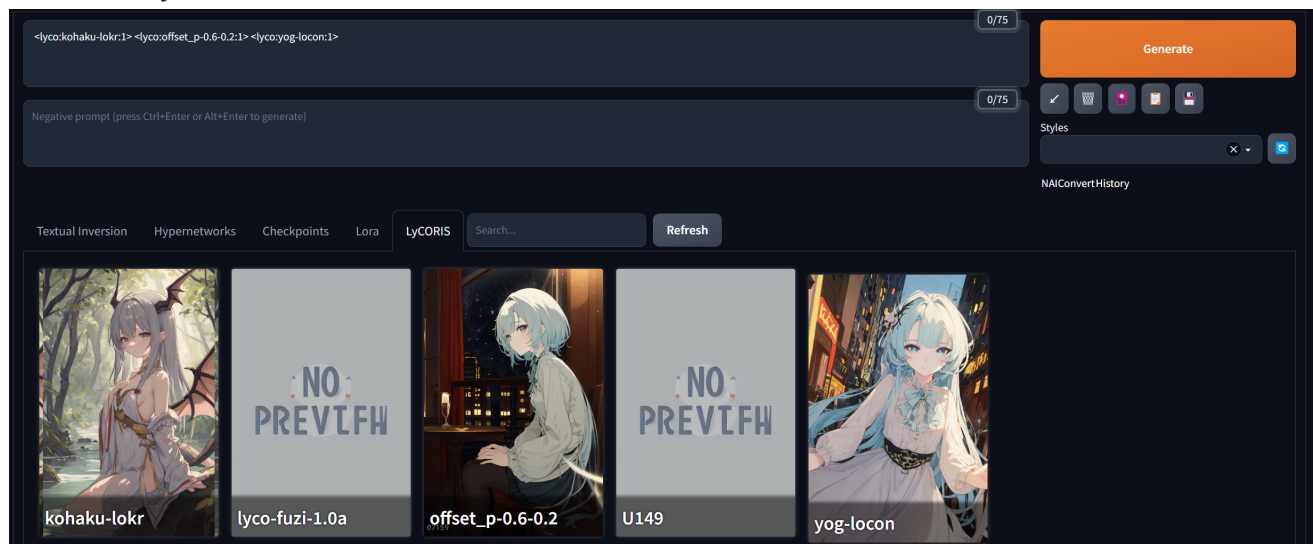 0/75
<lyco:kohaku-lokr:1> <lyco:offset_p-0.6-0.2:1> <lyco:yog-locon:1>
Generate
0/75
Negative prompt (press Ctrl+Enter or Alt+Enter to generate)
Styles
NAIConvertHistory
Textual Inversion Hypernetworks Checkpoints Lora LyCORIS Search... Refresh
NO NO
PREVIEW PREVIEW
kohaku-lokr lyco-fuzi-1.0a offset_p-0.6-0.2 U149 yog-locon
07159